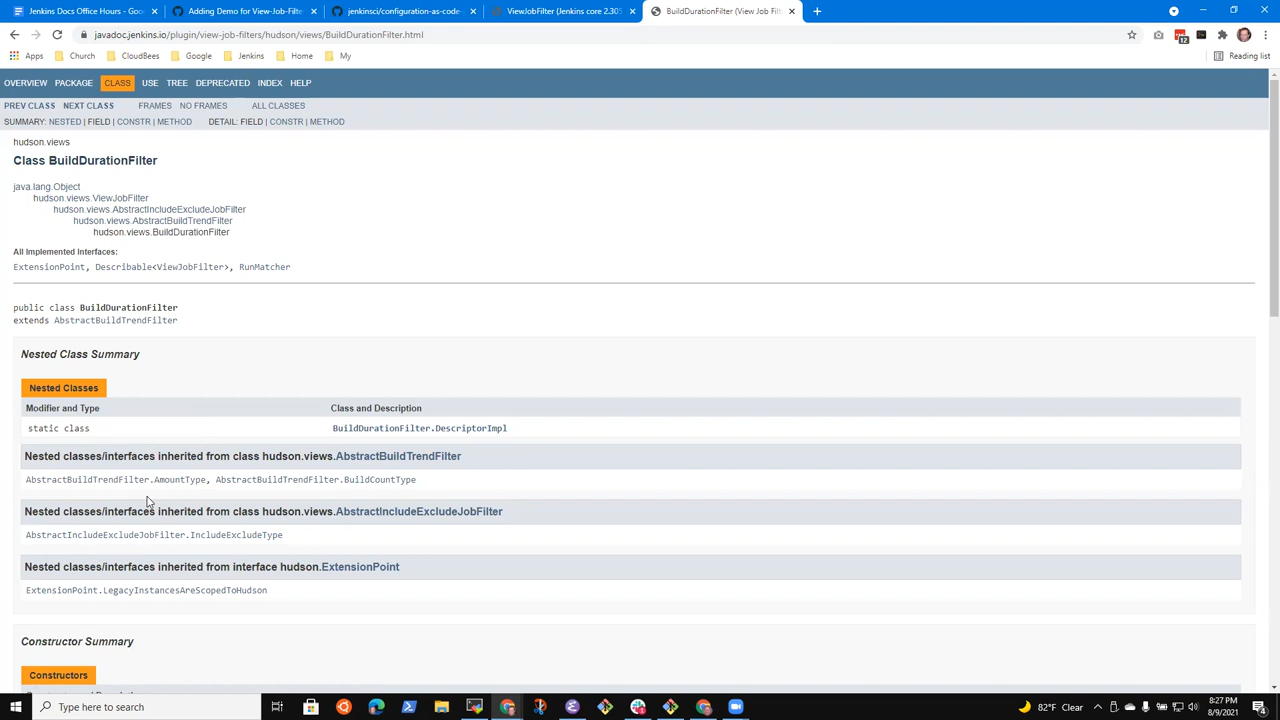 Jenkins Docs Office Hours - Goo
Adding Demo for View-Job-Filter
jenkinsci/configuration-as-code-
ViewJobFilter (Jenkins core 2.305
BuildDurationFilter (View Job Filt
javadoc.jenkins.io/plugin/view-job-filters/hudson/views/BuildDurationFilter.html
12
Apps Church CloudBees Google Jenkins Home My Reading list
OVERVIEW PACKAGE CLASS USE TREE DEPRECATED INDEX HELP
PREV CLASS NEXT CLASS FRAMES NO FRAMES ALL CLASSES
SUMMARY: NESTED | FIELD | CONSTR | METHOD DETAIL: FIELD | CONSTR | METHOD
hudson.views
Class BuildDurationFilter
java.lang.Object
hudson.views.ViewJobFilter
hudson.views.AbstractIncludeExcludeJobFilter
hudson.views.AbstractBuildTrendFilter
hudson.views.BuildDurationFilter
All Implemented Interfaces:
ExtensionPoint, Describable<ViewJobFilter>, RunMatcher
public class BuildDurationFilter
extends AbstractBuildTrendFilter
Nested Class Summary
Nested Classes
Modifier and Type Class and Description
static class BuildDurationFilter.DescriptorImpl
Nested classes/interfaces inherited from class hudson.views.AbstractBuildTrendFilter
AbstractBuildTrendFilter.AmountType, AbstractBuildTrendFilter.BuildCountType
Nested classes/interfaces inherited from class hudson.views.AbstractIncludeExcludeJobFilter
AbstractIncludeExcludeJobFilter.IncludeExcludeType
Nested classes/interfaces inherited from interface hudson.ExtensionPoint
ExtensionPoint.LegacyInstancesAreScopedToHudson
Constructor Summary
Constructors
Type here to search
82°F Clear
8:27 PM
8/9/2021
4